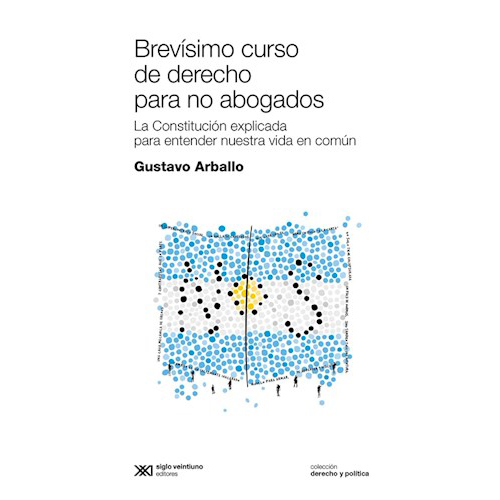 Brevísimo curso
de derecho
para no abogados
La Constitución explicada
para entender nuestra vida en común
Gustavo Arballo
NOS
siglo veintiuno
editores
colección
derecho y política